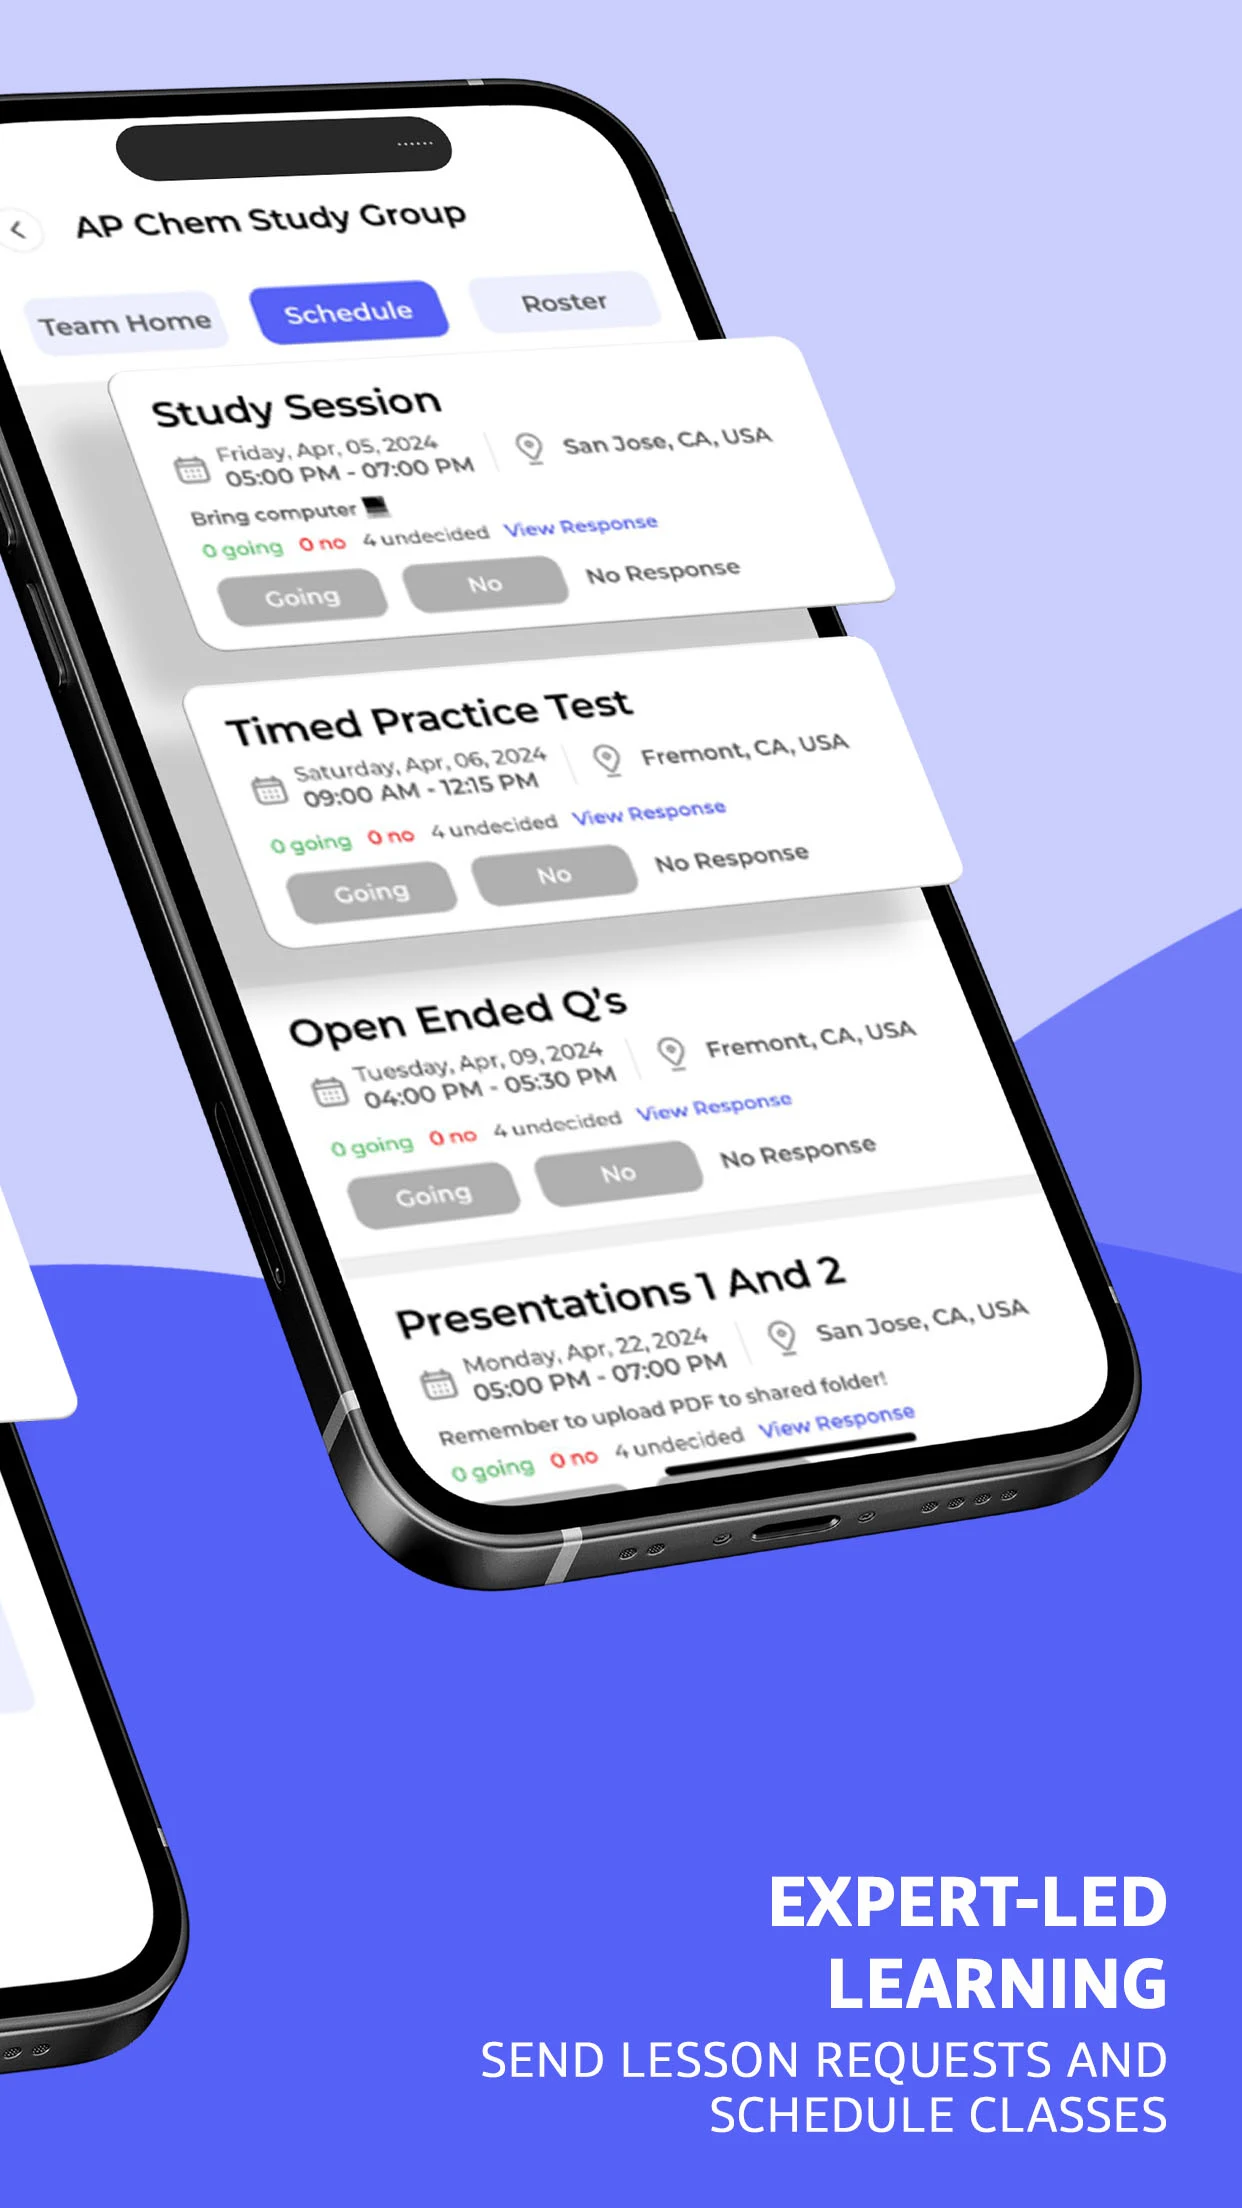 AP Chem Study Group
Team Home Schedule Roster
Study Session
Friday, Apr, 05, 2024
05:00 PM - 07:00 PM
San Jose, CA, USA
Bring computer
0 going 0 no 4 undecided View Response
Going No No Response
Timed Practice Test
Saturday, Apr, 06, 2024
09:00 AM - 12:15 PM
Fremont, CA, USA
0 going 0 no 4 undecided View Response
Going No No Response
Open Ended Q's
Tuesday, Apr, 09, 2024
04:00 PM - 05:30 PM
Fremont, CA, USA
0 going 0 no 4 undecided View Response
Going No No Response
Presentations 1 And 2
Monday, Apr, 22, 2024
05:00 PM - 07:00 PM
San Jose, CA, USA
Remember to upload PDF to shared folder!
0 going 0 no 4 undecided View Response
EXPERT-LED
LEARNING
SEND LESSON REQUESTS AND
SCHEDULE CLASSES